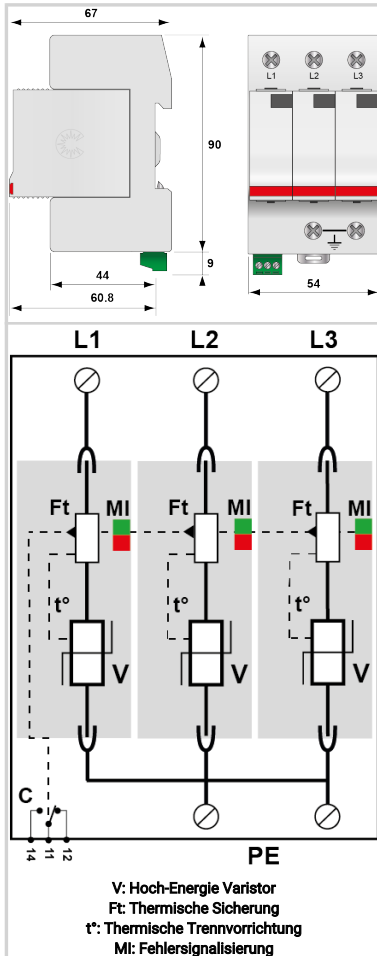 67
90
9
44
60.8
L1 L2 L3
54
L1 L2 L3
Ft MI Ft MI Ft MI
t° t° t°
V V V
C
14 11 12
PE
V: Hoch-Energie Varistor
Ft: Thermische Sicherung
t°: Thermische Trennvorrichtung
MI: Fehlersignalisierung